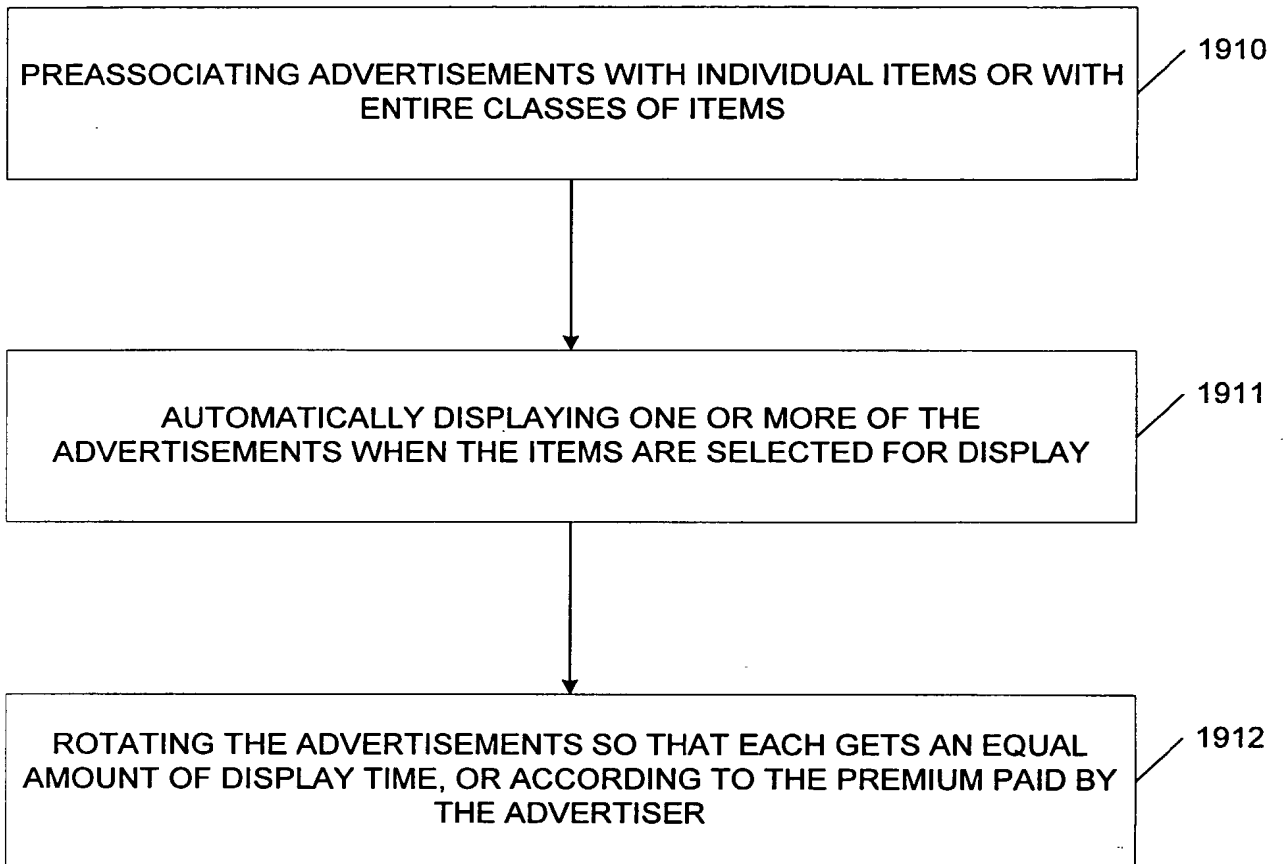 PREASSOCIATING ADVERTISEMENTS WITH INDIVIDUAL ITEMS OR WITH
ENTIRE CLASSES OF ITEMS
1910
AUTOMATICALLY DISPLAYING ONE OR MORE OF THE
ADVERTISEMENTS WHEN THE ITEMS ARE SELECTED FOR DISPLAY
1911
ROTATING THE ADVERTISEMENTS SO THAT EACH GETS AN EQUAL
AMOUNT OF DISPLAY TIME, OR ACCORDING TO THE PREMIUM PAID BY
THE ADVERTISER
1912